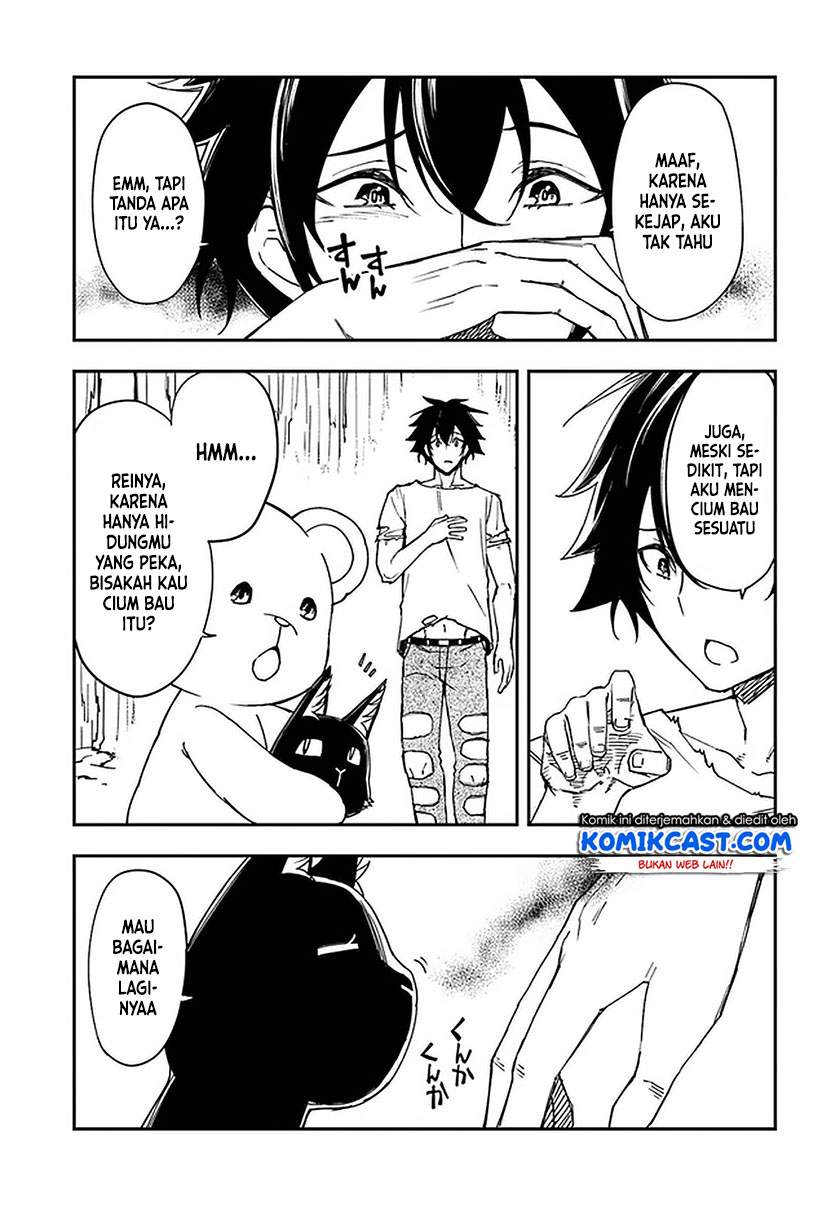 MAAF,
KARENA
HANYA SE-
KEJAP, AKU
TAK TAHU
EMM, TAPI
TANDA APA
ITU YA...?
すん
すん
JUGA,
MESKI SE-
DIKIT, TAPI
AKU MEN-
CIUM BAU
SESUATU
HMM...
REINYA,
KARENA
HANYA HI-
DUNGMU
YANG PEKA,
BISAKAH KAU
CIUM BAU
ITU?
Komik ini diterjemahkan & diedit oleh
KOMIKCAST.COM
BUKAN WEB LAIN!!
MAU
BAGAI-
MANA
LAGI-
NYAA
くんか
くんか